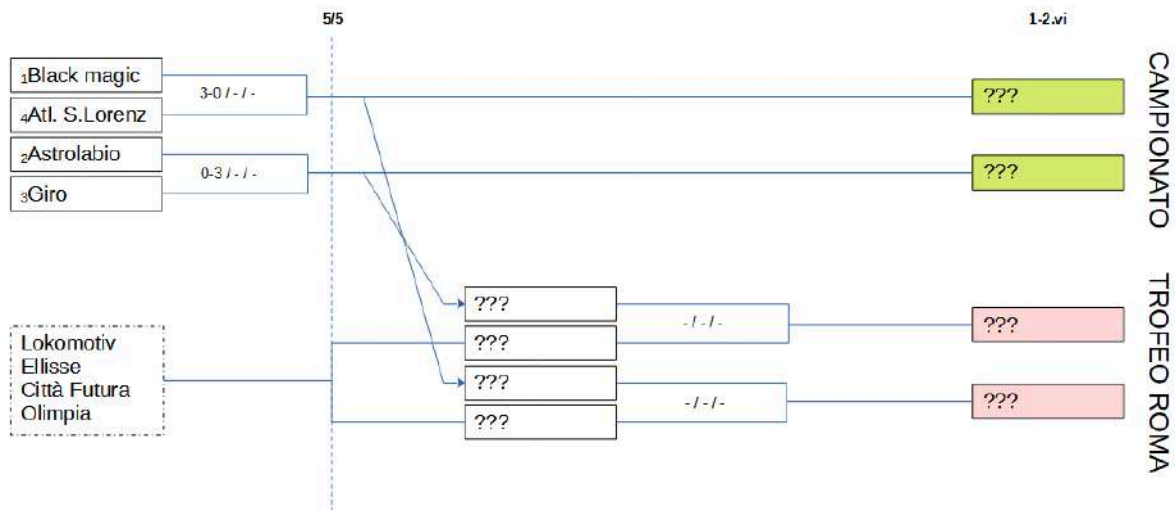 5/5
1-2.vi
₁Black magic
3-0 / - / -
₄Atl. S.Lorenz
???
₂Astrolabio
0-3 / - / -
₃Giro
???
CAMPIONATO
Lokomotiv
Ellisse
Città Futura
Olimpia
???
- / - / -
???
???
???
- / - / -
???
???
TROFEO ROMA